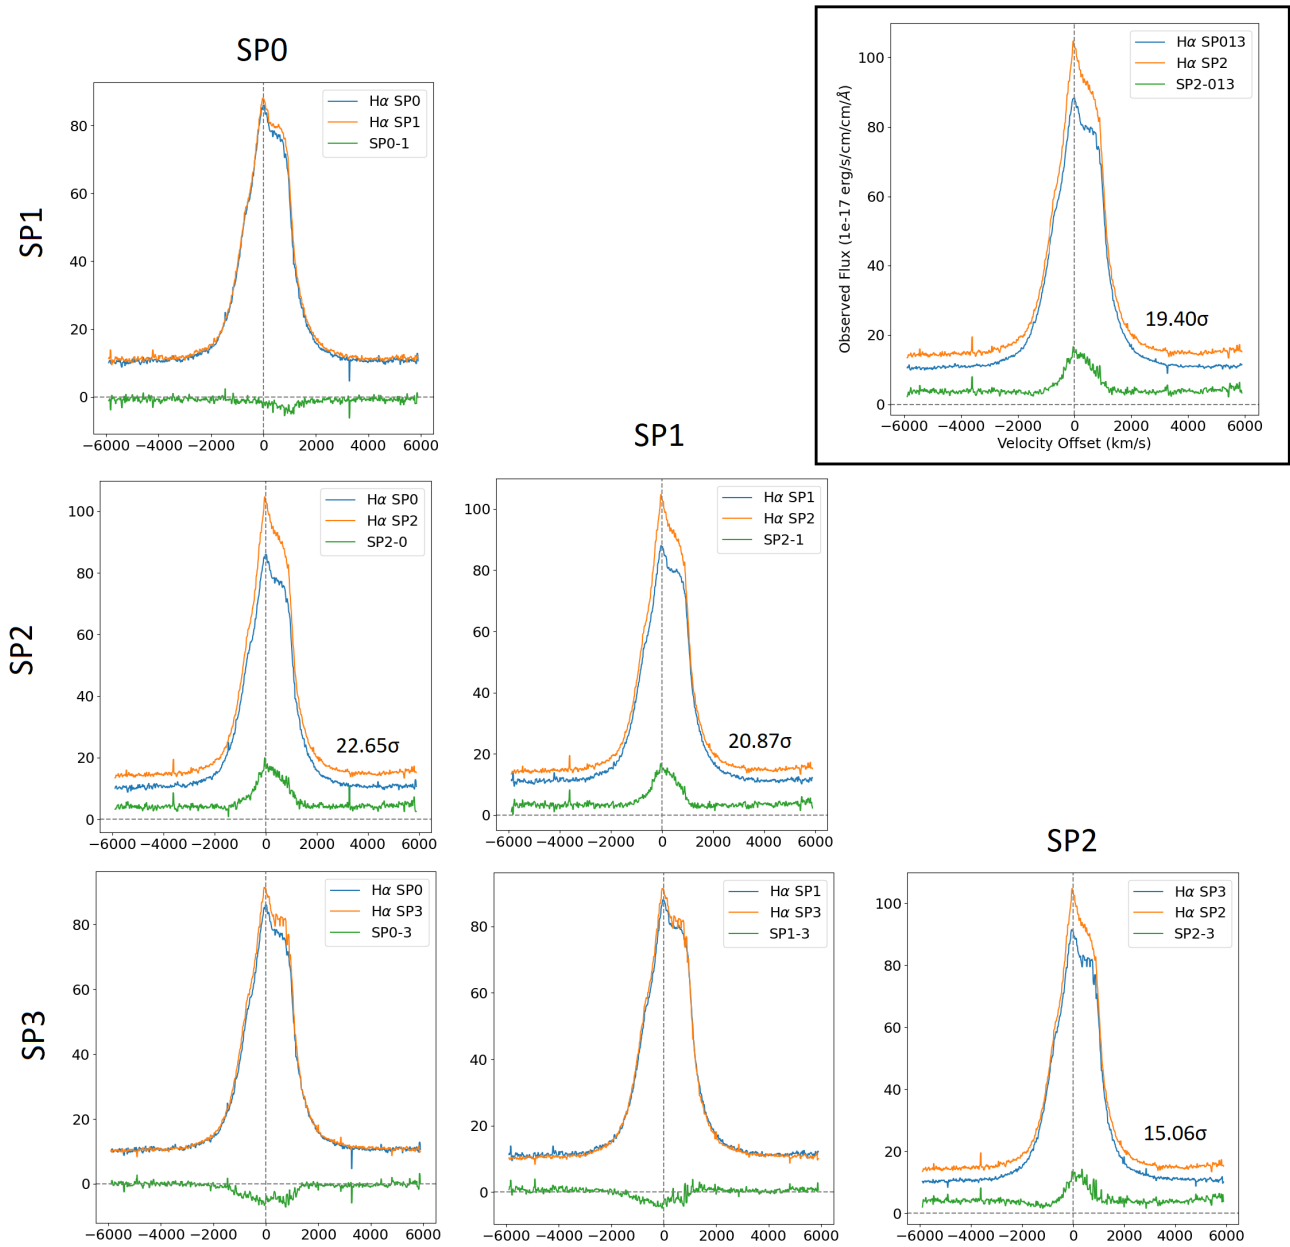 SP0
SP1
Hα SP0
Hα SP1
SP0-1
80
60
40
20
0
−6000 −4000 −2000 0 2000 4000 6000
Observed Flux (1e-17 erg/s/cm/cm/Å)
Hα SP013
Hα SP2
SP2-013
100
80
60
40
20
0
19.40σ
−6000 −4000 −2000 0 2000 4000 6000
Velocity Offset (km/s)
SP1
SP2
Hα SP0
Hα SP2
SP2-0
100
80
60
40
20
0
22.65σ
−6000 −4000 −2000 0 2000 4000 6000
Hα SP1
Hα SP2
SP2-1
100
80
60
40
20
0
20.87σ
−6000 −4000 −2000 0 2000 4000 6000
SP2
SP3
Hα SP0
Hα SP3
SP0-3
80
60
40
20
0
−6000 −4000 −2000 0 2000 4000 6000
Hα SP1
Hα SP3
SP1-3
80
60
40
20
0
−6000 −4000 −2000 0 2000 4000 6000
Hα SP3
Hα SP2
SP2-3
100
80
60
40
20
0
15.06σ
−6000 −4000 −2000 0 2000 4000 6000